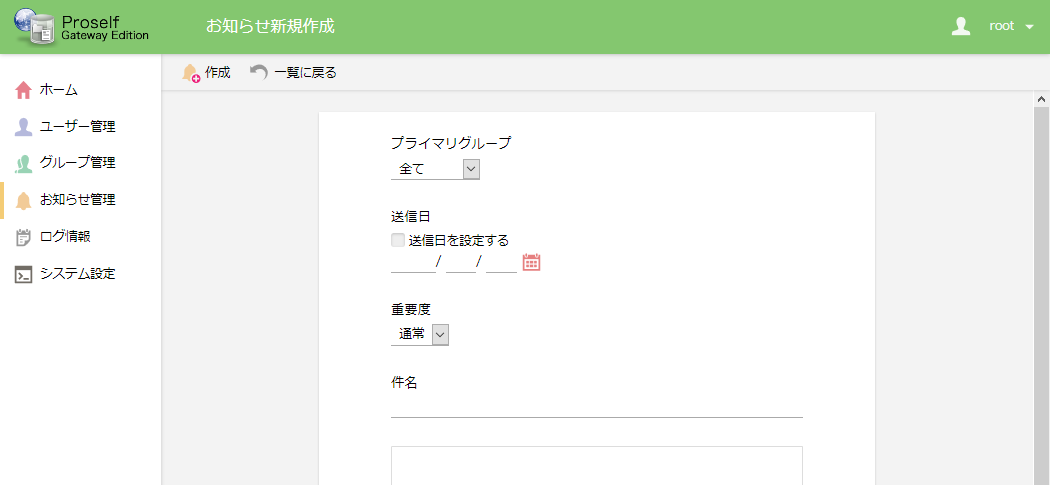 Proself
Gateway Edition
お知らせ新規作成
root
作成
一覧に戻る
ホーム
ユーザー管理
グループ管理
お知らせ管理
ログ情報
システム設定
プライマリグループ
全て
送信日
送信日を設定する
/ /
重要度
通常
件名